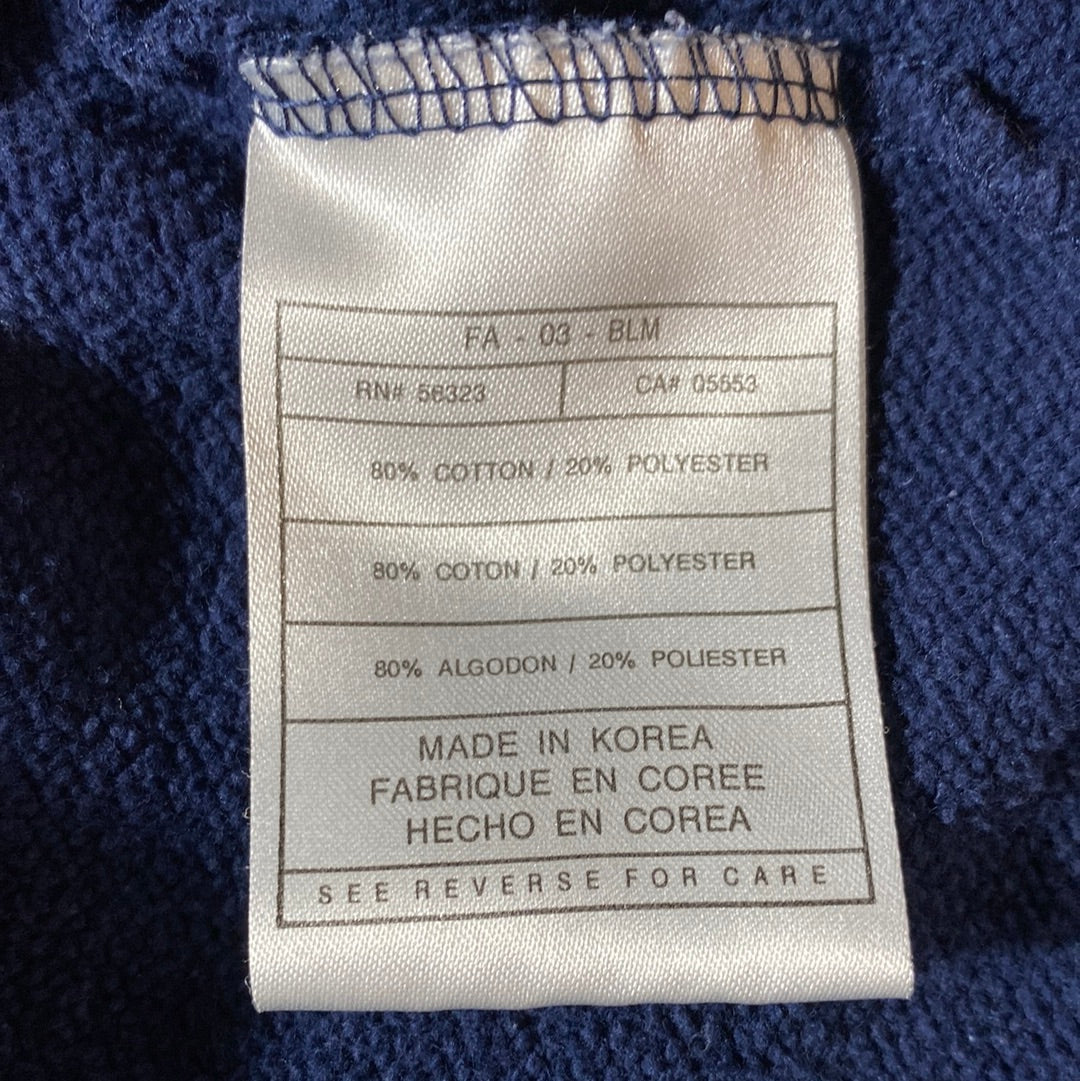 FA - 03 - BLM
RN# 56323 CA# 05553
80% COTTON / 20% POLYESTER
80% COTON / 20% POLYESTER
80% ALGODON / 20% POLIESTER
MADE IN KOREA
FABRIQUE EN COREE
HECHO EN COREA
SEE REVERSE FOR CARE